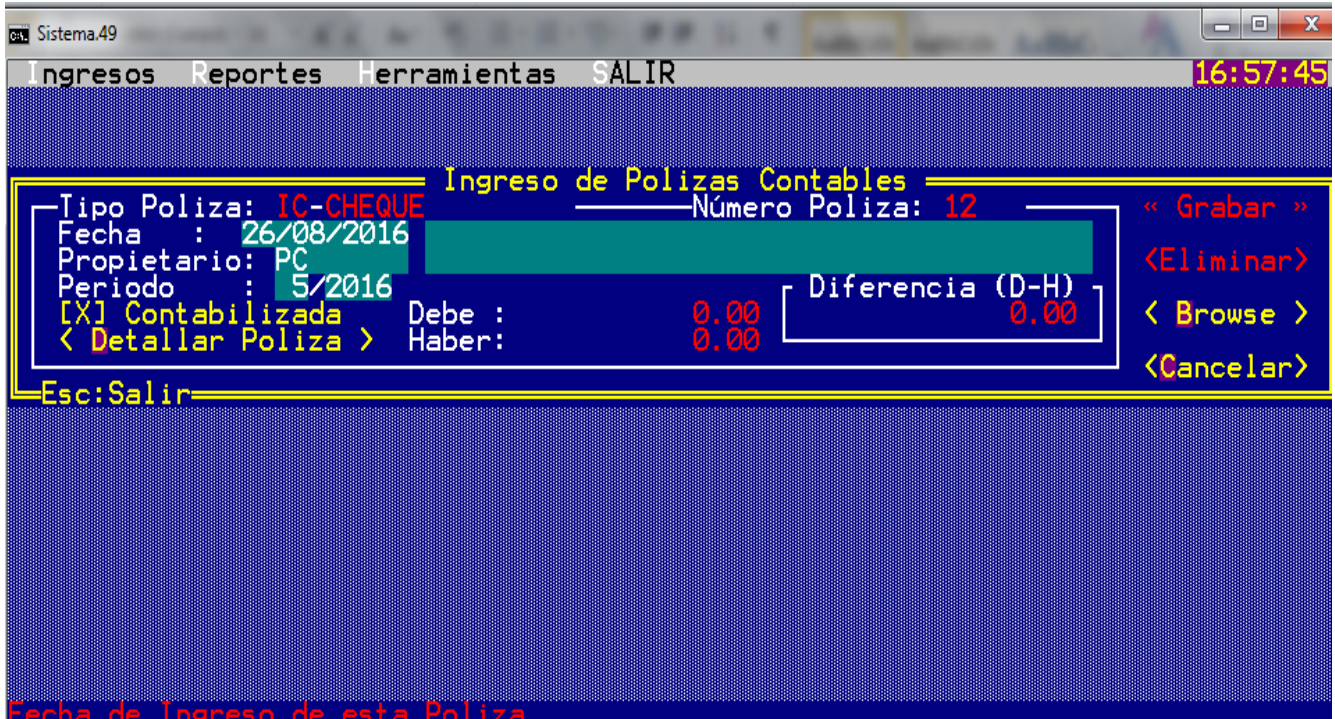 Sistema.49
Ingresos Reportes Herramientas SALIR 16:57:45
Ingreso de Polizas Contables
Tipo Poliza: IC-CHEQUE Número Poliza: 12 « Grabar »
Fecha : 26/08/2016
Propietario: PC <Eliminar>
Periodo : 5/2016 Diferencia (D-H)
[X] Contabilizada Debe : 0.00 0.00 < Browse >
< Detallar Poliza > Haber: 0.00
<Cancelar>
Esc:Salir
Fecha de Ingreso de esta Poliza